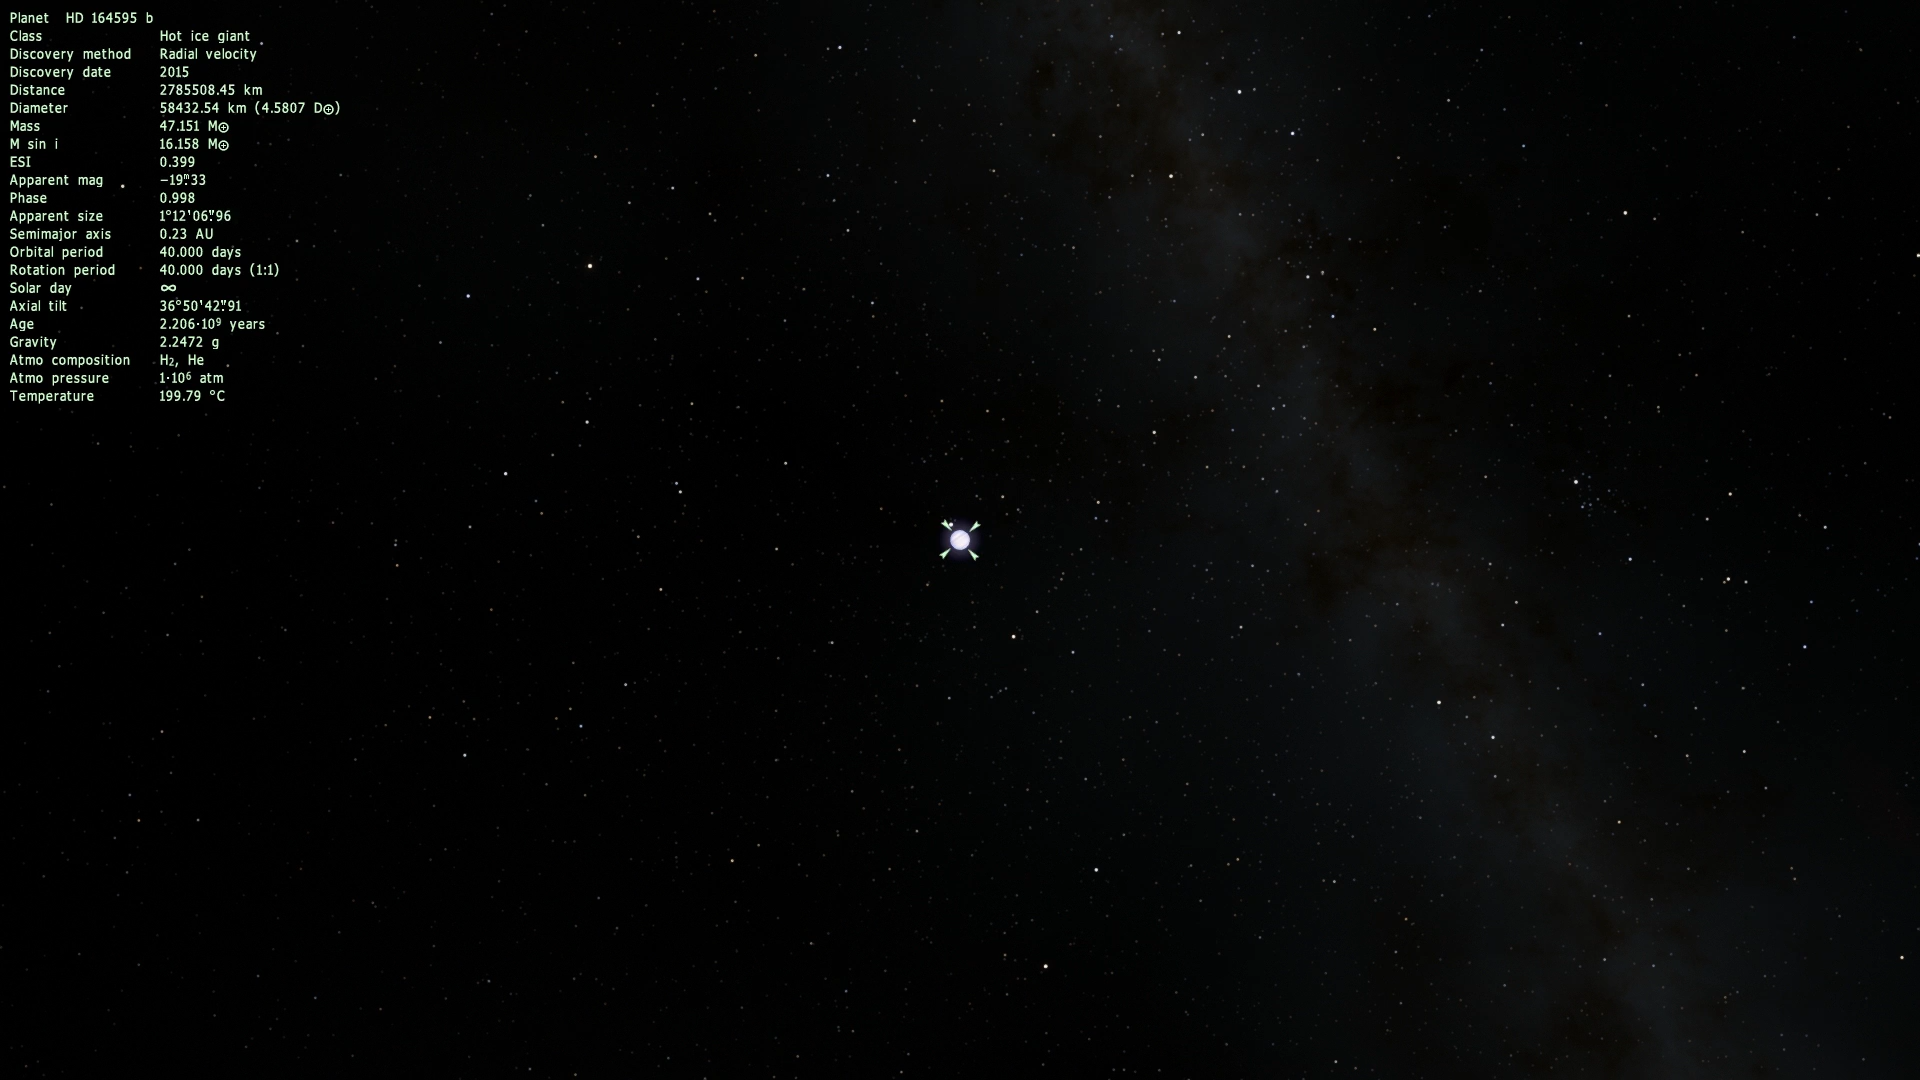 Planet HD 164595 b
Class Hot ice giant
Discovery method Radial velocity
Discovery date 2015
Distance 2785508.45 km
Diameter 58432.54 km (4.5807 D⊕)
Mass 47.151 M⊕
M sin i 16.158 M⊕
ESI 0.399
Apparent mag −19ᵐ.33
Phase 0.998
Apparent size 1°12'06".96
Semimajor axis 0.23 AU
Orbital period 40.000 days
Rotation period 40.000 days (1:1)
Solar day ∞
Axial tilt 36°50'42".91
Age 2.206·10⁹ years
Gravity 2.2472 g
Atmo composition H₂, He
Atmo pressure 1·10⁶ atm
Temperature 199.79 °C